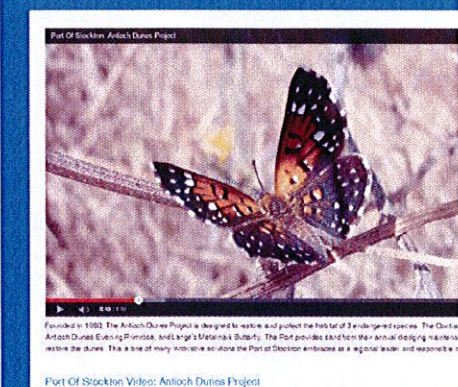 Port Of Stockton: Antioch Dunes Project
Founded in 1980, The Antioch Dunes Project is designed to restore and protect the habitat of 3 endangered species: The
Antioch Dunes Evening Primrose, and Lange's Metalmark Butterfly. The Port provides sand from their annual dredging
restore the dunes. This is one of many innovative solutions the Port of Stockton embraces as a regional leader and responsible
Port Of Stockton Video: Antioch Dunes Project